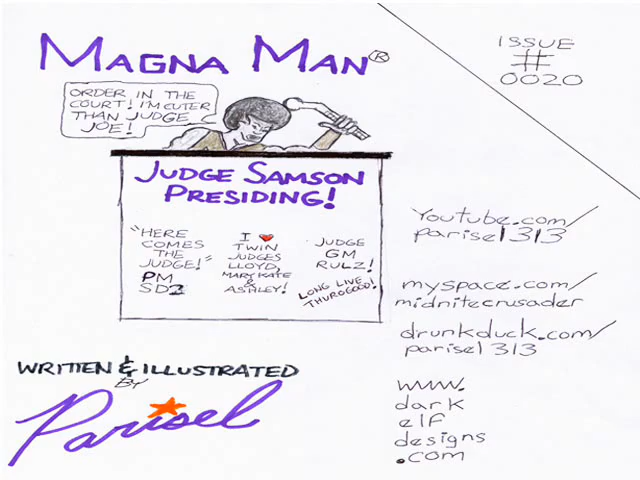 MAGNA MAN®
ISSUE
#
0020
ORDER IN THE
COURT! I'M CUTER
THAN JUDGE
JOE!
JUDGE SAMSON
PRESIDING!
"HERE
COMES
THE
JUDGE!"
PM
SD2
I ❤
TWIN
JUDGES
LLOYD,
MARY KATE
&
ASHLEY!
JUDGE
GM
RULZ!
LONG LIVE
THUROGOOD!
Youtube.com/
parisel1313
myspace.com/
midnitecrusader
drunkduck.com/
parisel1313
www.
dark
elf
designs
.com
WRITTEN & ILLUSTRATED
BY
Parisel